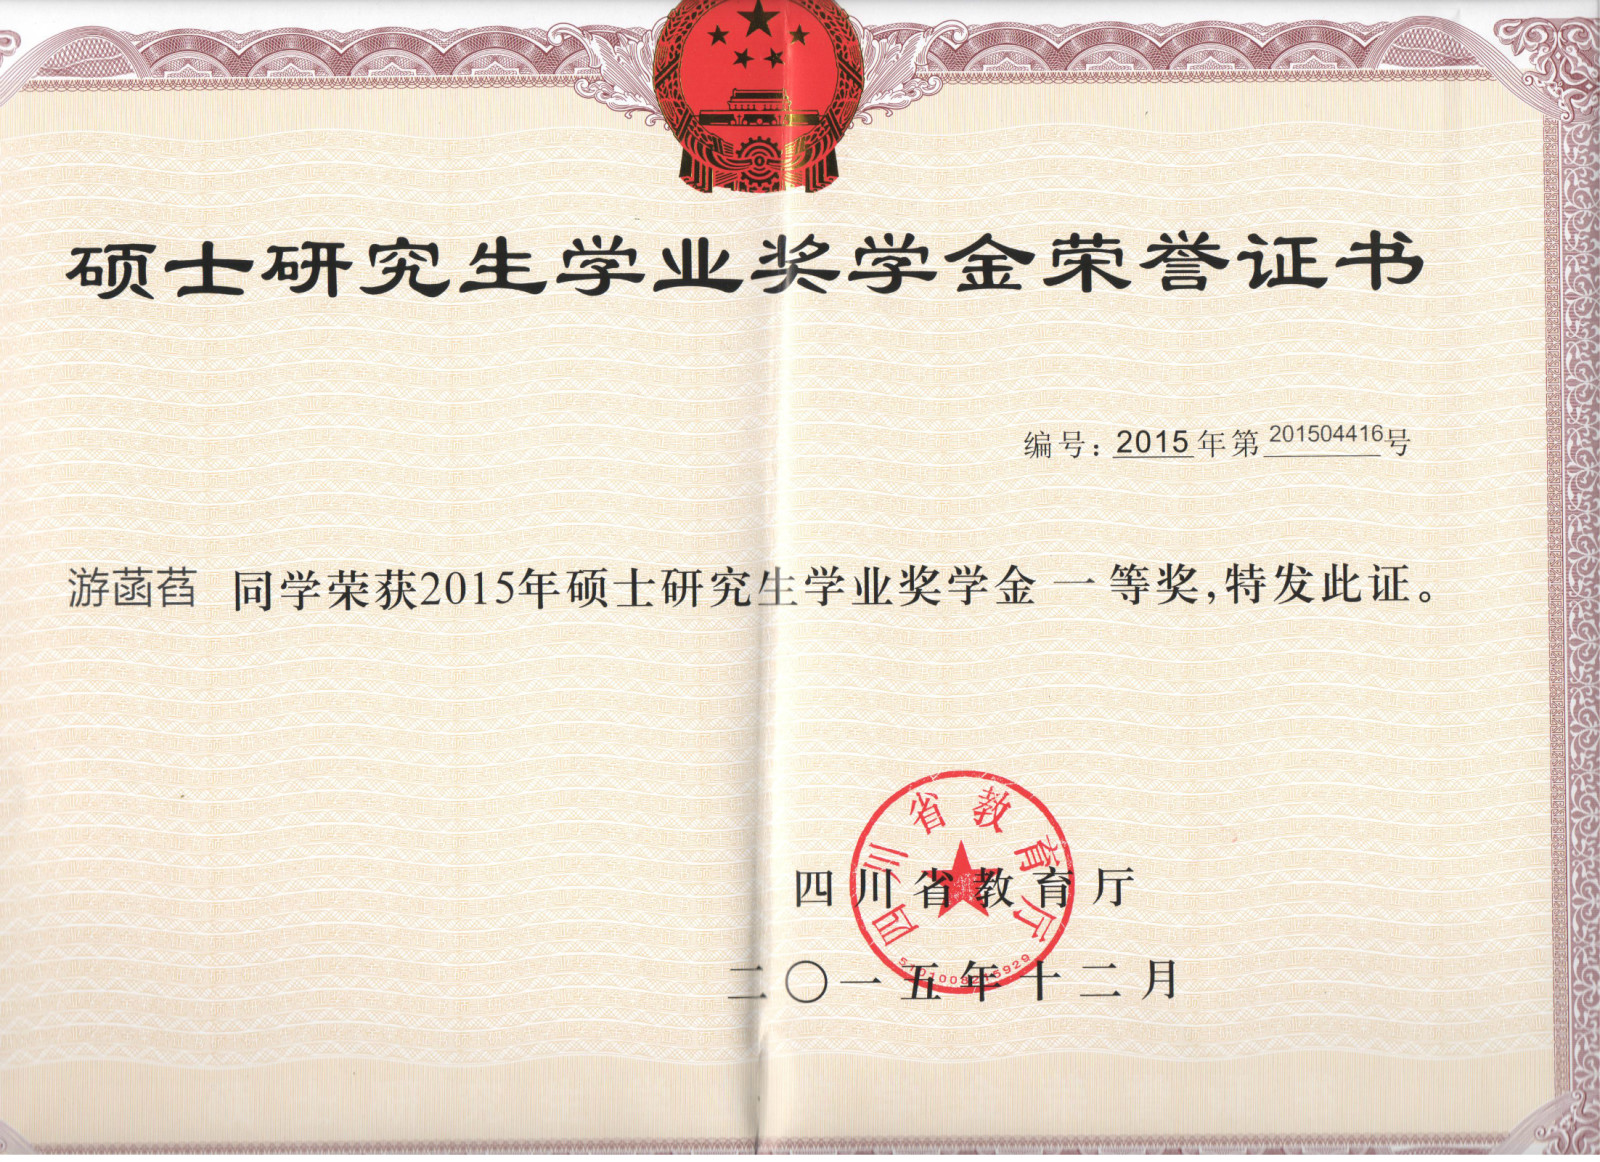 硕士研究生学业奖学金荣誉证书
编号：2015年第201504416号
游菡萏 同学荣获2015年硕士研究生学业奖学金 一 等奖，特发此证。
四川省教育厅
四川省教育厅
二〇一五年十二月